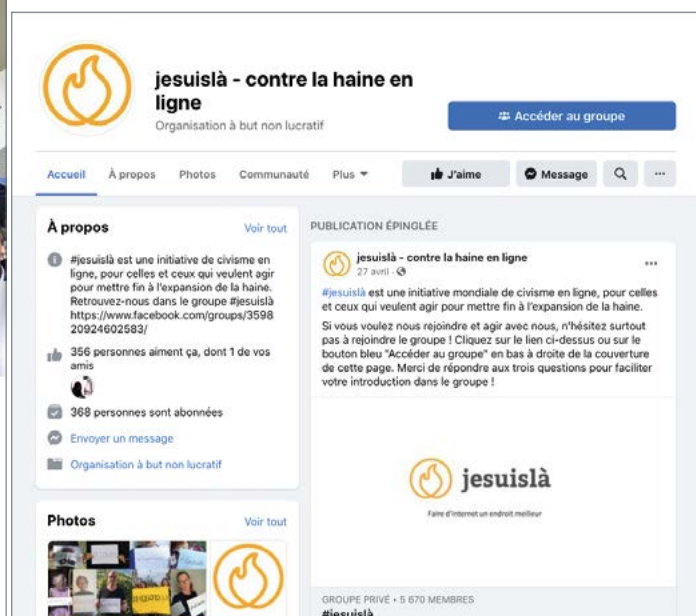 jesuislà - contre la haine en
ligne
Organisation à but non lucratif
Accéder au groupe
Accueil À propos Photos Communauté Plus J'aime Message
À propos Voir tout
#jesuislà est une initiative de civisme en
ligne, pour celles et ceux qui veulent agir
pour mettre fin à l'expansion de la haine.
Retrouvez-nous dans le groupe #jesuislà
https://www.facebook.com/groups/3598
20924602583/
356 personnes aiment ça, dont 1 de vos
amis
368 personnes sont abonnées
Envoyer un message
Organisation à but non lucratif
Photos Voir tout
PUBLICATION ÉPINGLÉE
jesuislà - contre la haine en ligne
27 avril
#jesuislà est une initiative mondiale de civisme en ligne, pour celles
et ceux qui veulent agir pour mettre fin à l'expansion de la haine.
Si vous voulez nous rejoindre et agir avec nous, n'hésitez surtout
pas à rejoindre le groupe ! Cliquez sur le lien ci-dessus ou sur le
bouton bleu "Accéder au groupe" en bas à droite de la couverture
de cette page. Merci de répondre aux trois questions pour faciliter
votre introduction dans le groupe !
jesuislà
Faire d'internet un endroit meilleur
GROUPE PRIVÉ • 5 670 MEMBRES
#jesuislà